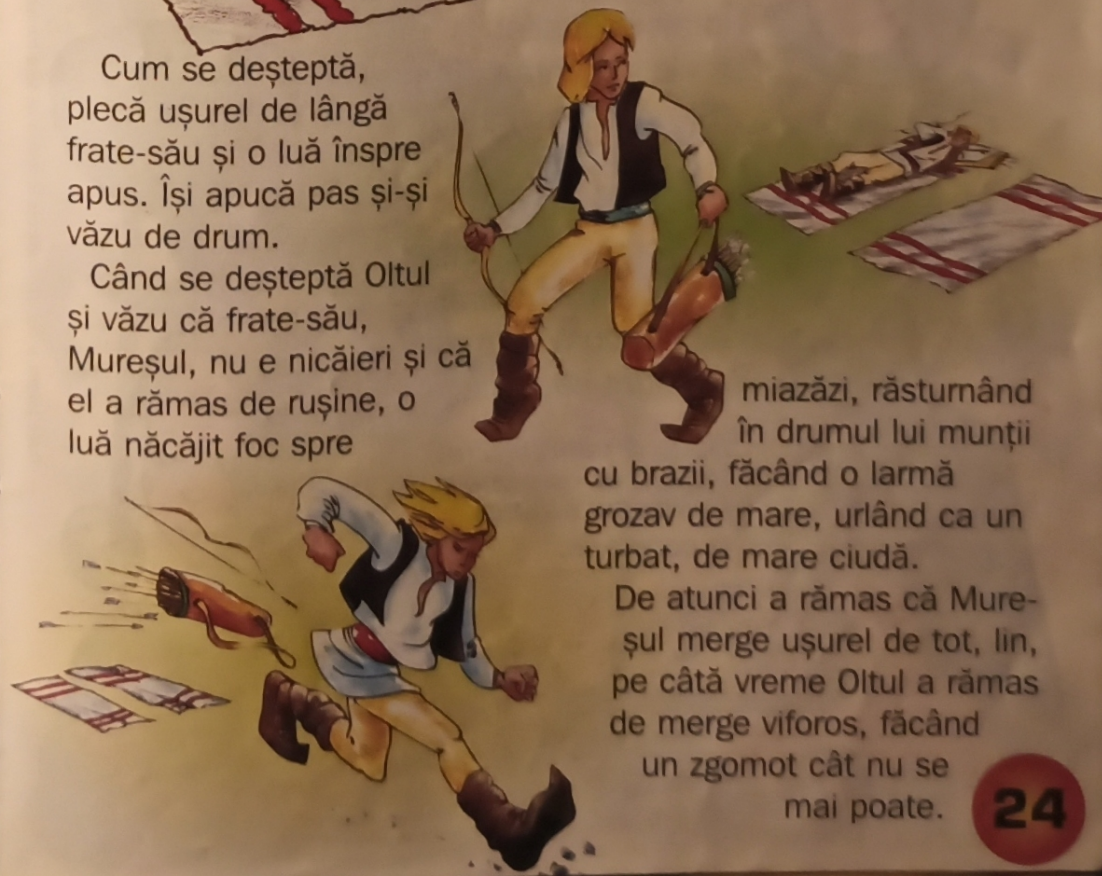 Cum se deșteptă,
plecă ușurel de lângă
frate-său și o luă înspre
apus. Își apucă pas și-și
văzu de drum.
Când se deșteptă Oltul
și văzu că frate-său,
Mureșul, nu e nicăieri și că
el a rămas de rușine, o
luă năcăjit foc spre
miazăzi, răsturnând
în drumul lui munții
cu brazii, făcând o larmă
grozav de mare, urlând ca un
turbat, de mare ciudă.
De atunci a rămas că Mure-
șul merge ușurel de tot, lin,
pe câtă vreme Oltul a rămas
de merge viforos, făcând
un zgomot cât nu se
mai poate.
24